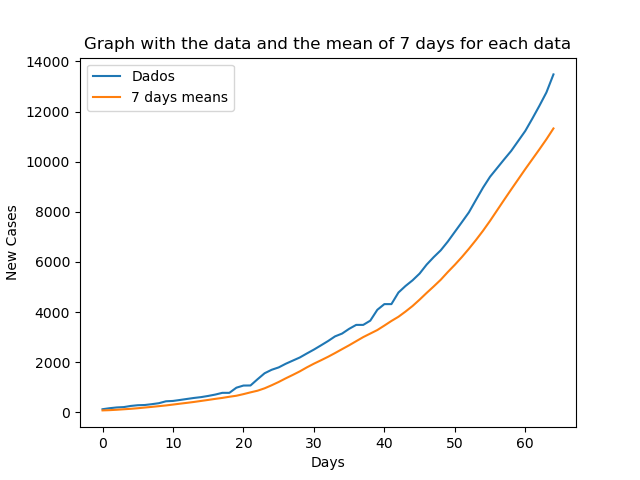 Graph with the data and the mean of 7 days for each data
14000
12000
10000
8000
6000
4000
2000
0
New Cases
Dados
7 days means
0 10 20 30 40 50 60
Days